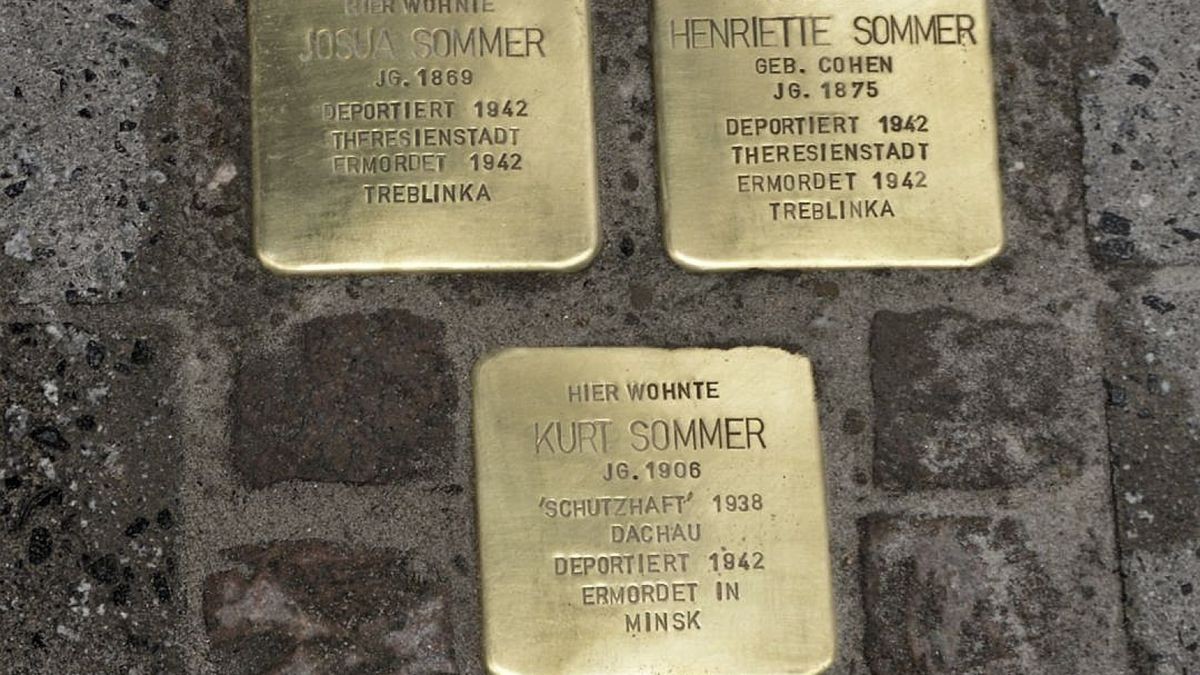 HIER WOHNTE
JOSUA SOMMER
JG. 1869
DEPORTIERT 1942
THERESIENSTADT
ERMORDET 1942
TREBLINKA
HENRIETTE SOMMER
GEB. COHEN
JG. 1875
DEPORTIERT 1942
THERESIENSTADT
ERMORDET 1942
TREBLINKA
HIER WOHNTE
KURT SOMMER
JG. 1906
'SCHUTZHAFT' 1938
DACHAU
DEPORTIERT 1942
ERMORDET IN
MINSK